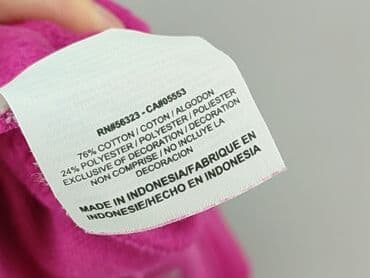 RN#56323 - CA#05553
76% COTTON / COTON / ALGODON
24% POLYESTER / POLYESTER / POLIESTER
EXCLUSIVE OF DECORATION / DECORATION
NON COMPRISE / NO INCLUYE LA
DECORACION
MADE IN INDONESIA/FABRIQUE EN
INDONESIE/HECHO EN INDONESIA